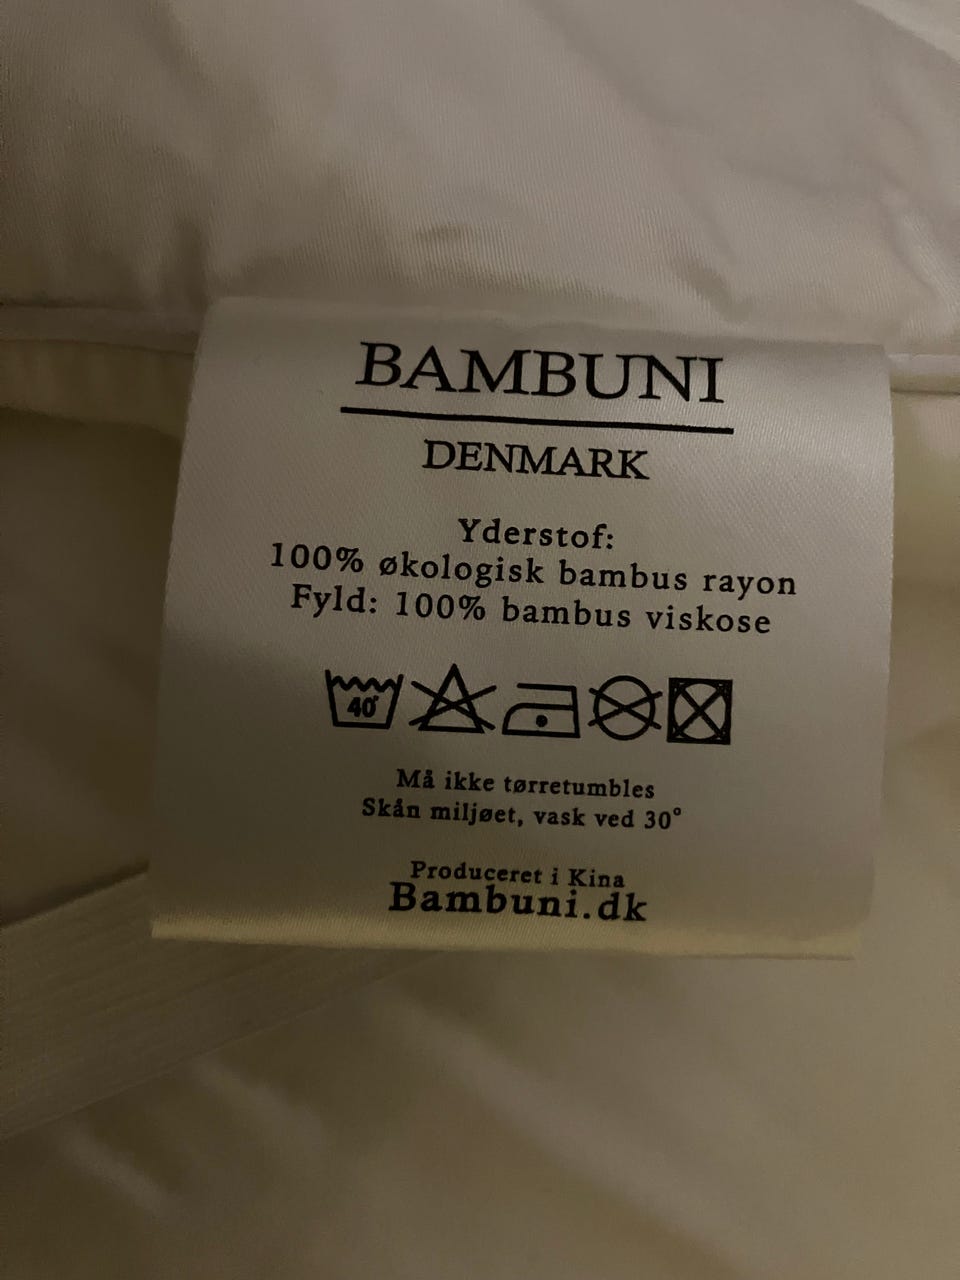 BAMBUNI
DENMARK
Yderstof:
100% økologisk bambus rayon
Fyld: 100% bambus viskose
40°
Må ikke tørretumbles
Skån miljøet, vask ved 30°
Produceret i Kina
Bambuni.dk